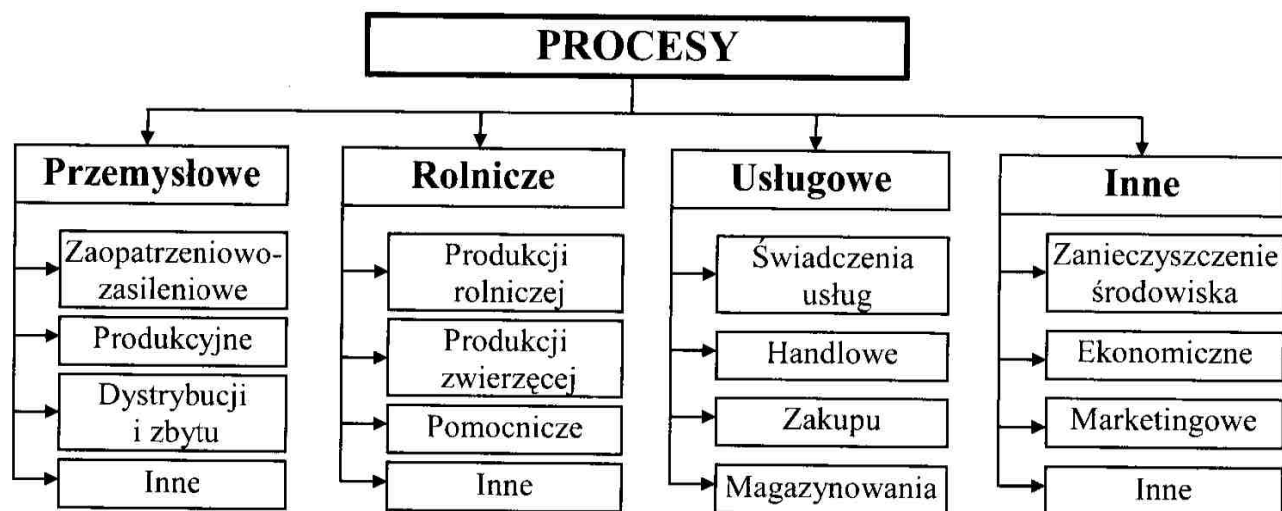 PROCESY
Przemysłowe
Zaopatrzeniowo-
zasileniowe
Produkcyjne
Dystrybucji
i zbytu
Inne
Rolnicze
Produkcji
rolniczej
Produkcji
zwierzęcej
Pomocnicze
Inne
Usługowe
Świadczenia
usług
Handlowe
Zakupu
Magazynowania
Inne
Zanieczyszczenie
środowiska
Ekonomiczne
Marketingowe
Inne